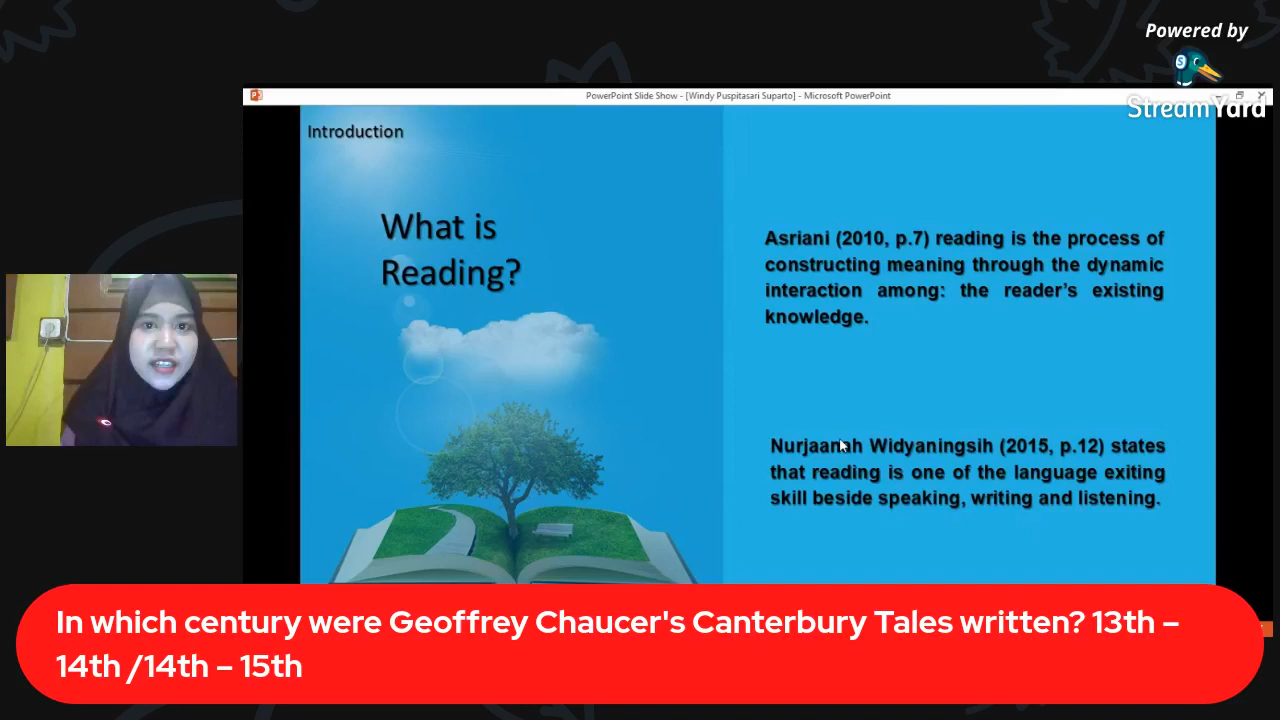 Powered by
StreamYard
PowerPoint Slide Show - [Windy Puspitasari Suparto] - Microsoft PowerPoint
Introduction
What is
Reading?
Asriani (2010, p.7) reading is the process of
constructing meaning through the dynamic
interaction among: the reader's existing
knowledge.
Nurjaanah Widyaningsih (2015, p.12) states
that reading is one of the language exiting
skill beside speaking, writing and listening.
In which century were Geoffrey Chaucer's Canterbury Tales written? 13th –
14th /14th – 15th